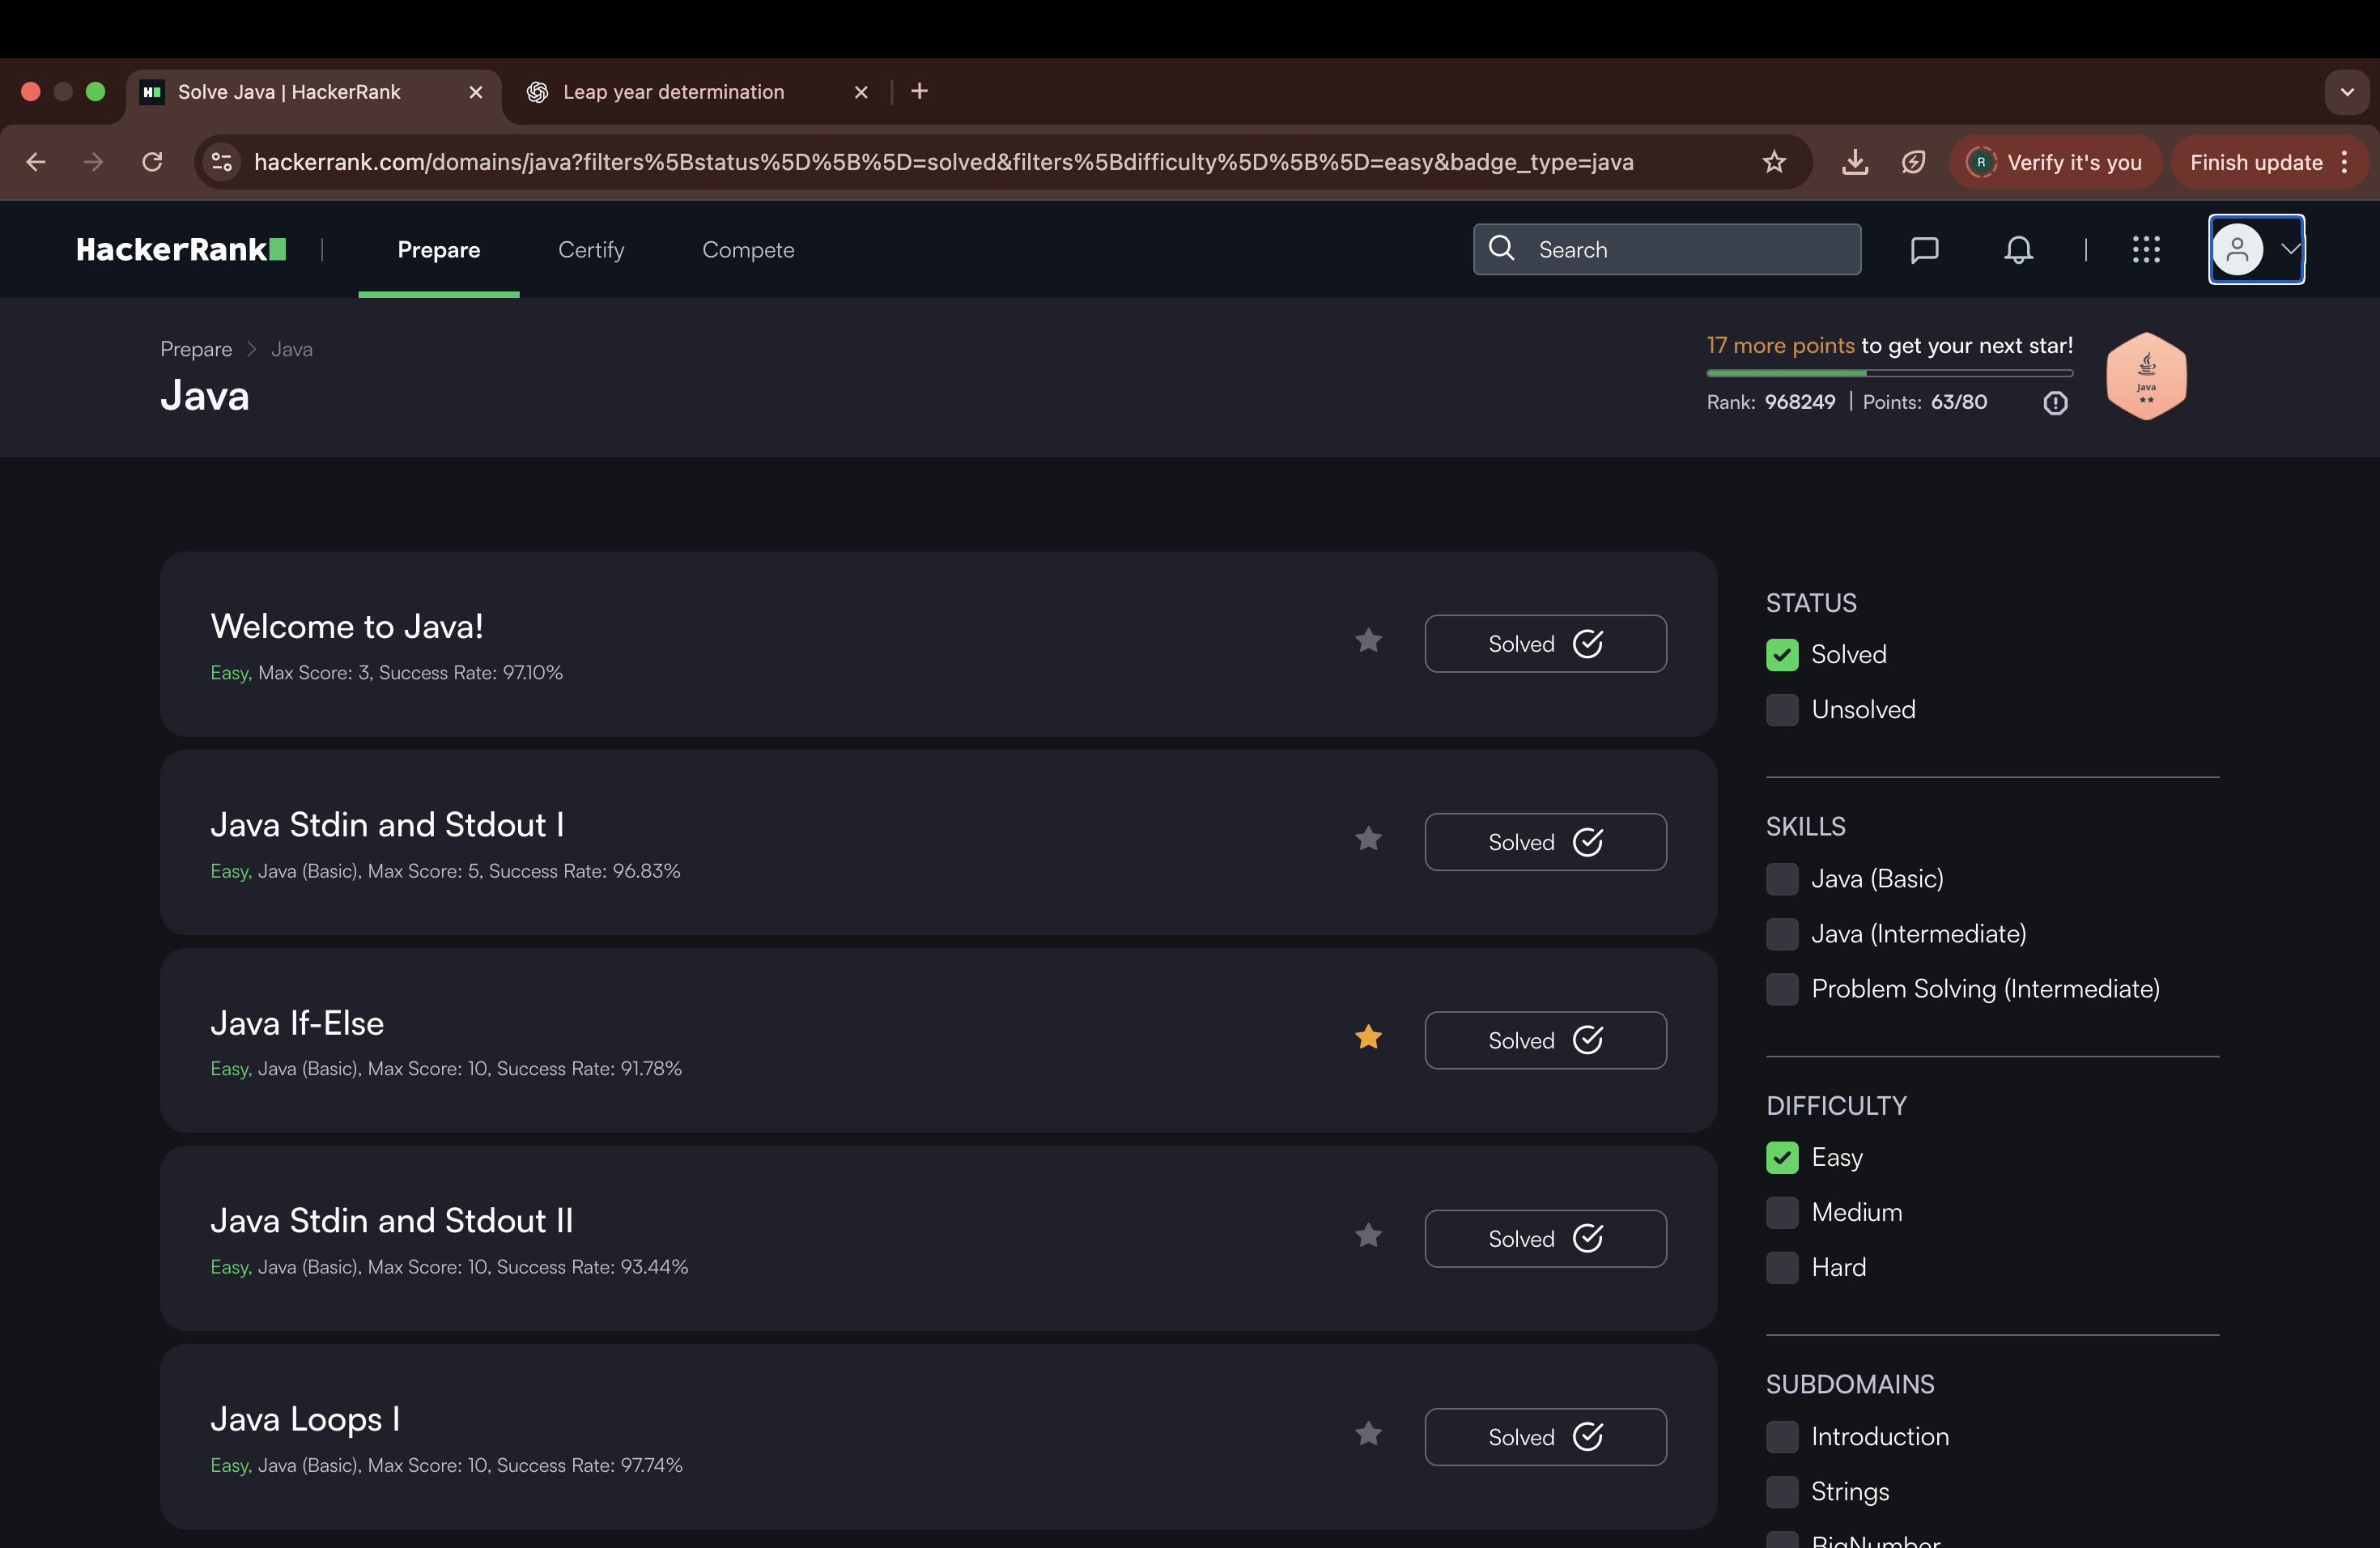 Solve Java | HackerRank
Leap year determination
hackerrank.com/domains/java?filters%5Bstatus%5D%5B%5D=solved&filters%5Bdifficulty%5D%5B%5D=easy&badge_type=java
R
Verify it's you
Finish update
HackerRank
Prepare
Certify
Compete
Search
Prepare > Java
Java
17 more points to get your next star!
Rank: 968249 | Points: 63/80
Java
Welcome to Java!
Easy, Max Score: 3, Success Rate: 97.10%
Solved
Java Stdin and Stdout I
Easy, Java (Basic), Max Score: 5, Success Rate: 96.83%
Solved
Java If-Else
Easy, Java (Basic), Max Score: 10, Success Rate: 91.78%
Solved
Java Stdin and Stdout II
Easy, Java (Basic), Max Score: 10, Success Rate: 93.44%
Solved
Java Loops I
Easy, Java (Basic), Max Score: 10, Success Rate: 97.74%
Solved
STATUS
Solved
Unsolved
SKILLS
Java (Basic)
Java (Intermediate)
Problem Solving (Intermediate)
DIFFICULTY
Easy
Medium
Hard
SUBDOMAINS
Introduction
Strings
BigNumber